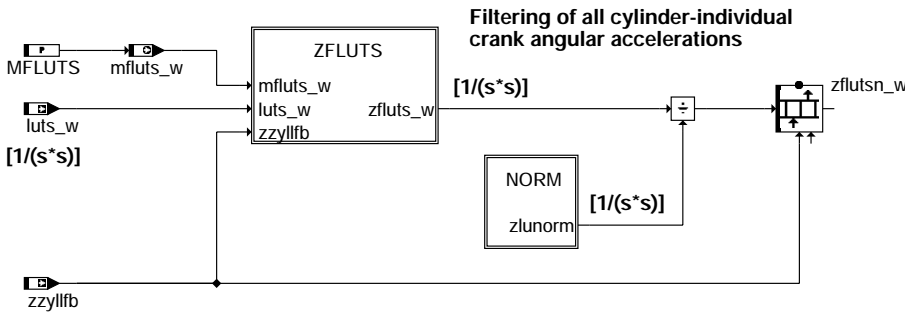 Filtering of all cylinder-individual
crank angular accelerations
P
MFLUTS
mfluts_w
luts_w
[1/(s*s)]
ZFLUTS
mfluts_w
luts_w
zzyllfb
zfluts_w
[1/(s*s)]
zflutsn_w
NORM
zlunorm
[1/(s*s)]
zzyllfb